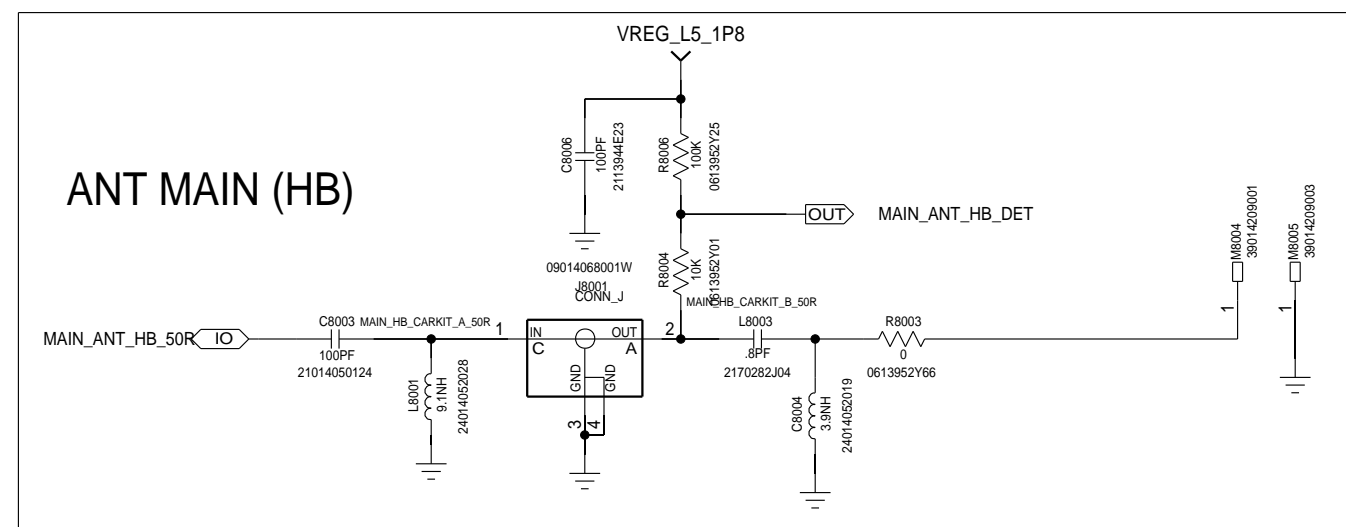 VREG_L5_1P8
ANT MAIN (HB)
C8006
100PF
2113944E23
R8006
100K
0613952Y25
OUT
MAIN_ANT_HB_DET
R8004
10K
0613952Y01
09014068001W
J8001
CONN_J
MAIN_HB_CARKIT_B_50R
M8004
39014209001
M8005
39014209003
1
1
MAIN_ANT_HB_50R
IO
C8003
100PF
21014050124
MAIN_HB_CARKIT_A_50R
1
IN
C
OUT
A
2
GND
GND
3
4
L8001
9.1NH
24014052028
L8003
.8PF
2170282J04
R8003
0
0613952Y66
C8004
3.9NH
24014052019